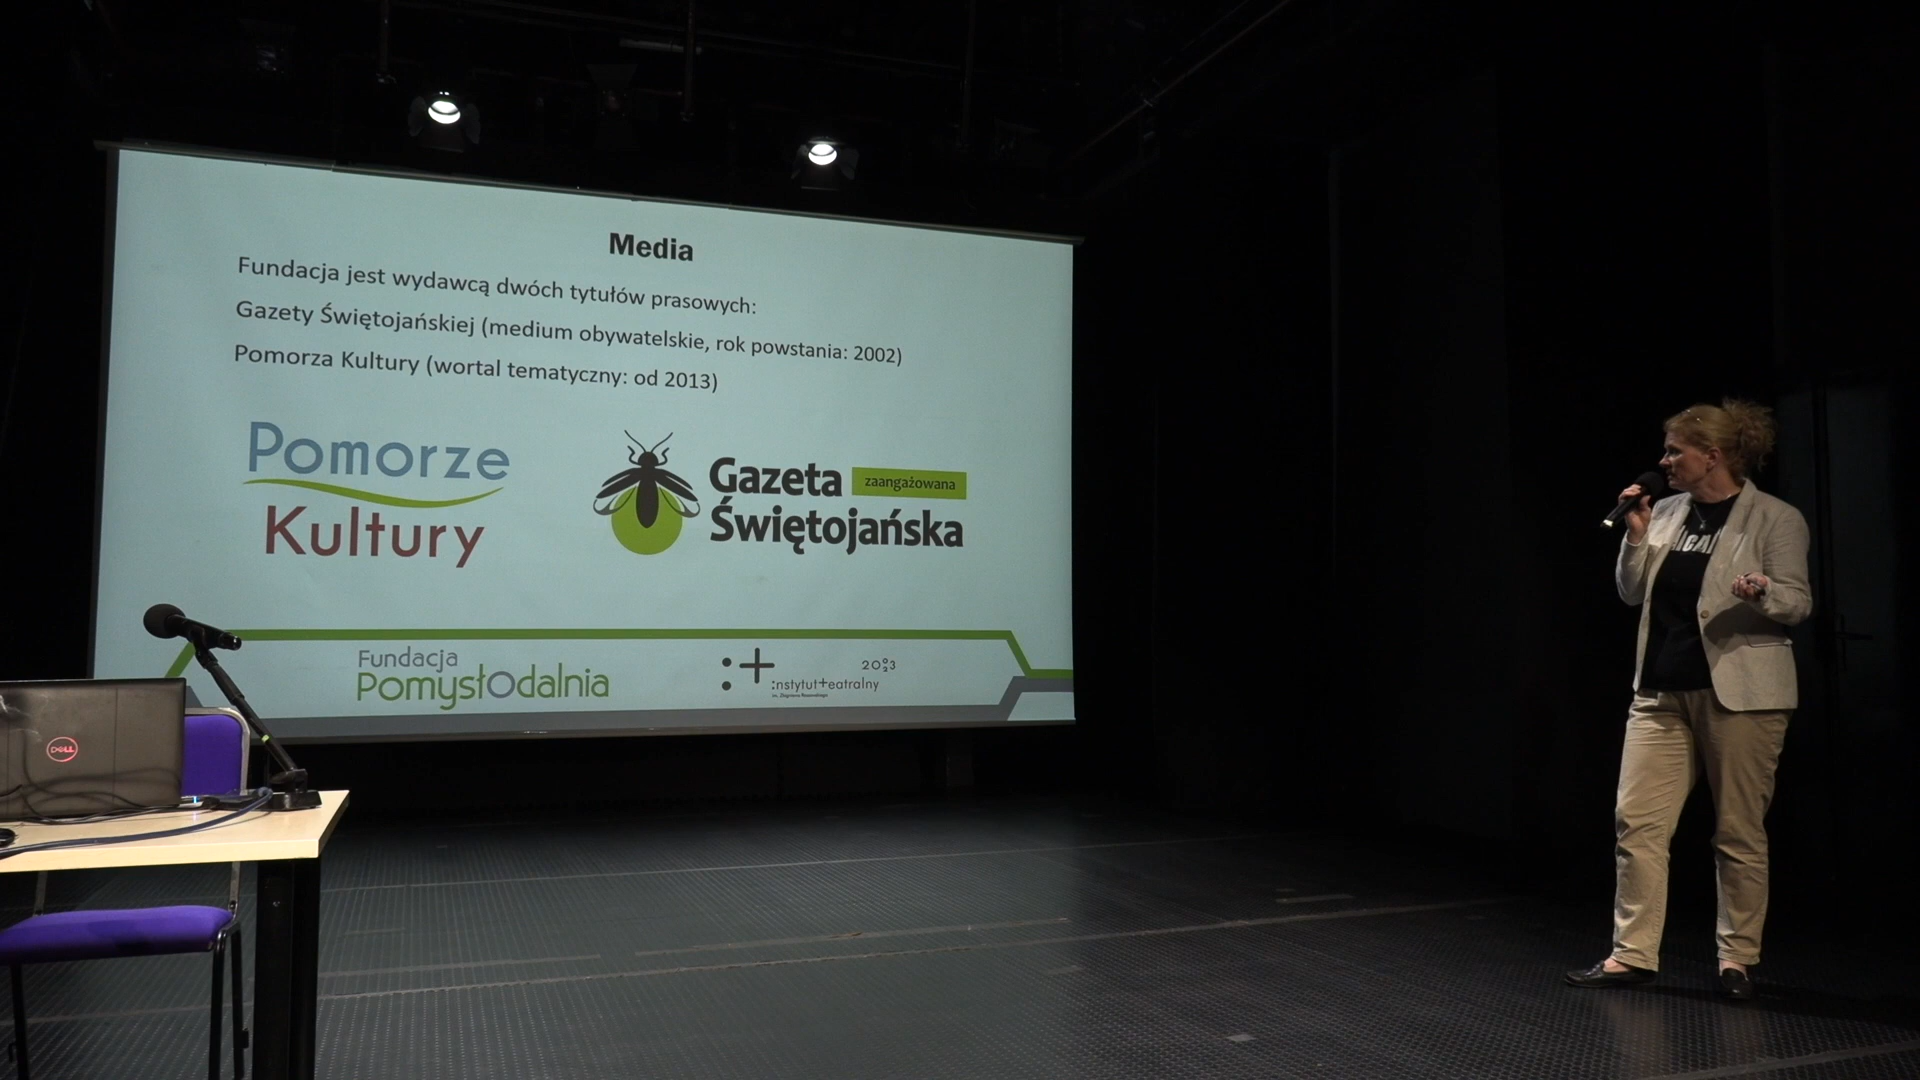 Media
Fundacja jest wydawcą dwóch tytułów prasowych:
Gazety Świętojańskiej (medium obywatelskie, rok powstania: 2002)
Pomorza Kultury (wortal tematyczny: od 2013)
Pomorze
Kultury
Gazeta zaangażowana
Świętojańska
Fundacja
PomysłOdalnia
:nstytut+eatralny
2023
DELL